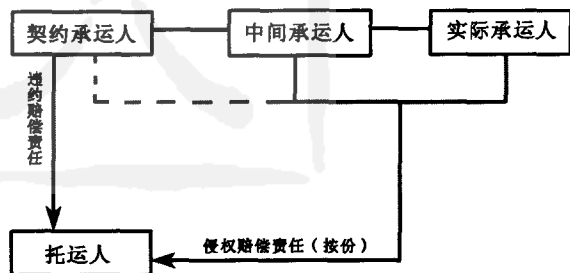 契约承运人
中间承运人
实际承运人
违约赔偿责任
托运人
侵权赔偿责任（按份）